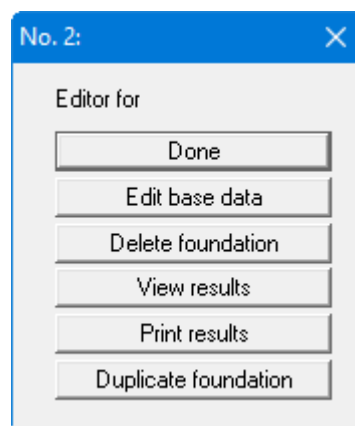 No. 2:
Editor for
Done
Edit base data
Delete foundation
View results
Print results
Duplicate foundation